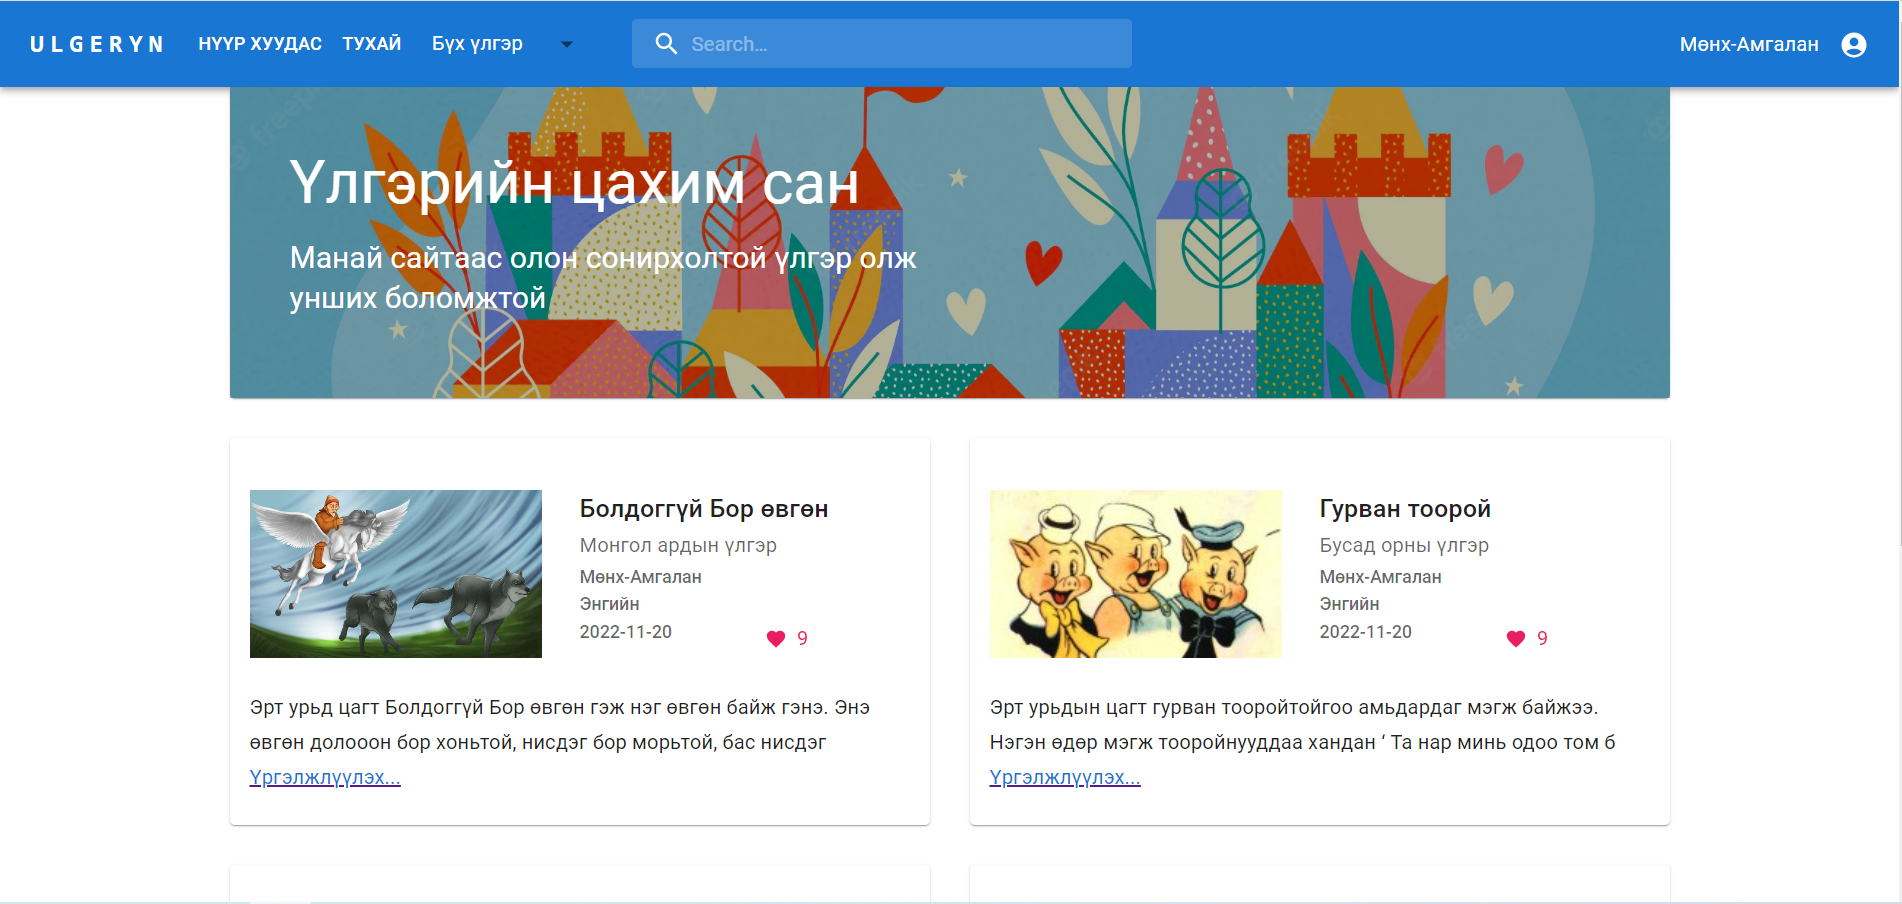 ULGERYN НҮҮР ХУУДАС ТУХАЙ Бүх үлгэр Search... Мөнх-Амгалан
Үлгэрийн цахим сан
Манай сайтаас олон сонирхолтой үлгэр олж
унших боломжтой
Болдоггүй Бор өвгөн
Монгол ардын үлгэр
Мөнх-Амгалан
Энгийн
2022-11-20
9
Эрт урьд цагт Болдоггүй Бор өвгөн гэж нэг өвгөн байж гэнэ. Энэ
өвгөн долооон бор хоньтой, нисдэг бор морьтой, бас нисдэг
Үргэлжлүүлэх...
Гурван тоорой
Бусад орны үлгэр
Мөнх-Амгалан
Энгийн
2022-11-20
9
Эрт урьдын цагт гурван тооройтойгоо амьдардаг мэгж байжээ.
Нэгэн өдөр мэгж тооройнууддаа хандан ‘ Та нар минь одоо том б
Үргэлжлүүлэх...